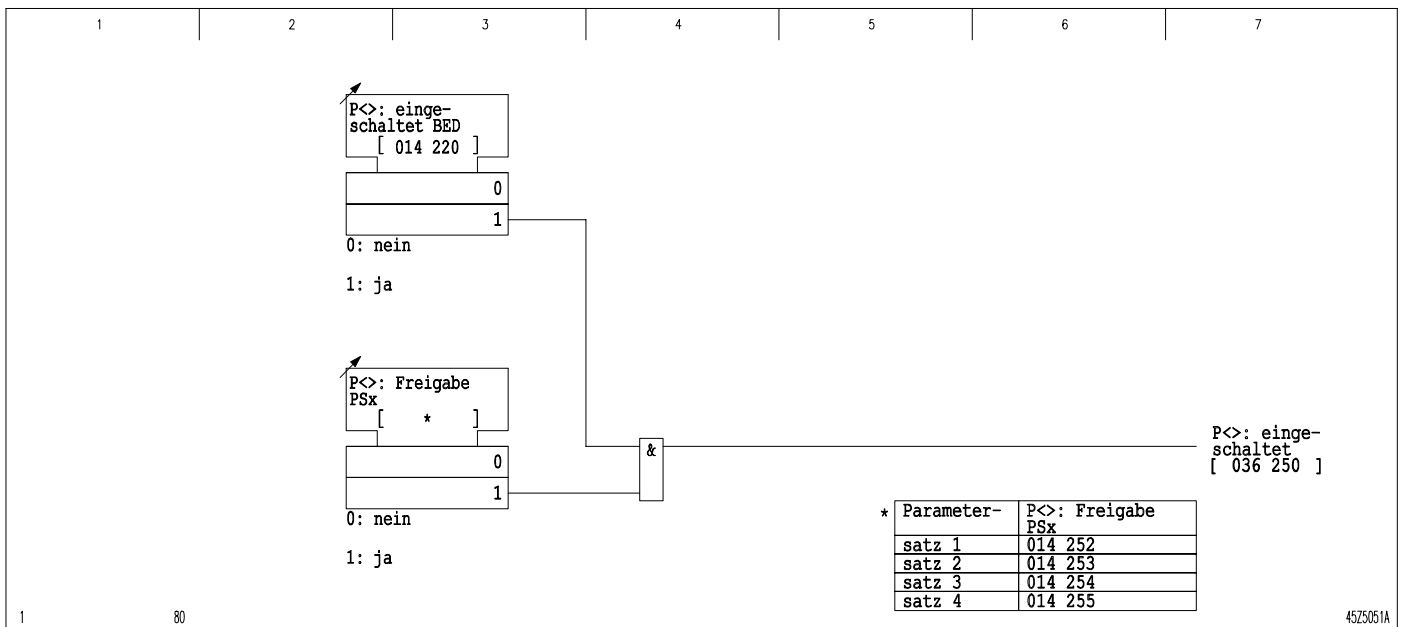 1 2 3 4 5 6 7
P<>: einge-
schaltet BED
[ 014 220 ]
0
1
0: nein
1: ja
P<>: Freigabe
PSx
[ * ]
0
1
0: nein
1: ja
&
P<>: einge-
schaltet
[ 036 250 ]
* Parameter- P<>: Freigabe
PSx
satz 1 014 252
satz 2 014 253
satz 3 014 254
satz 4 014 255
1 80 45Z5051A